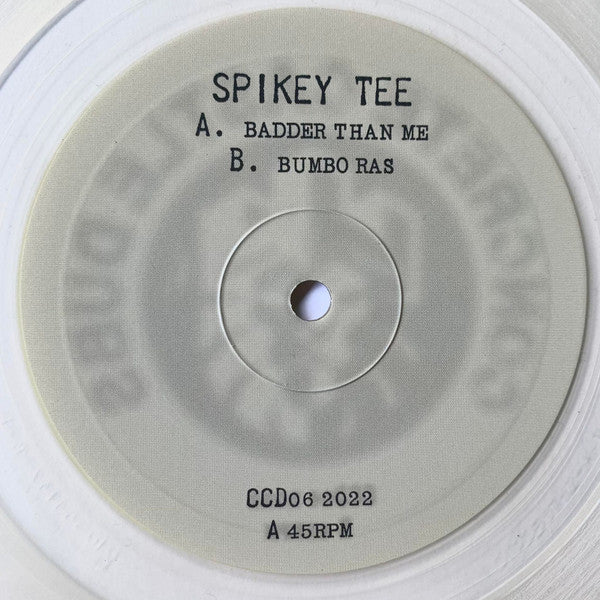 SPIKEY TEE
A. BADDER THAN ME
B. BUMBO RAS
CCD06 2022
A 45RPM